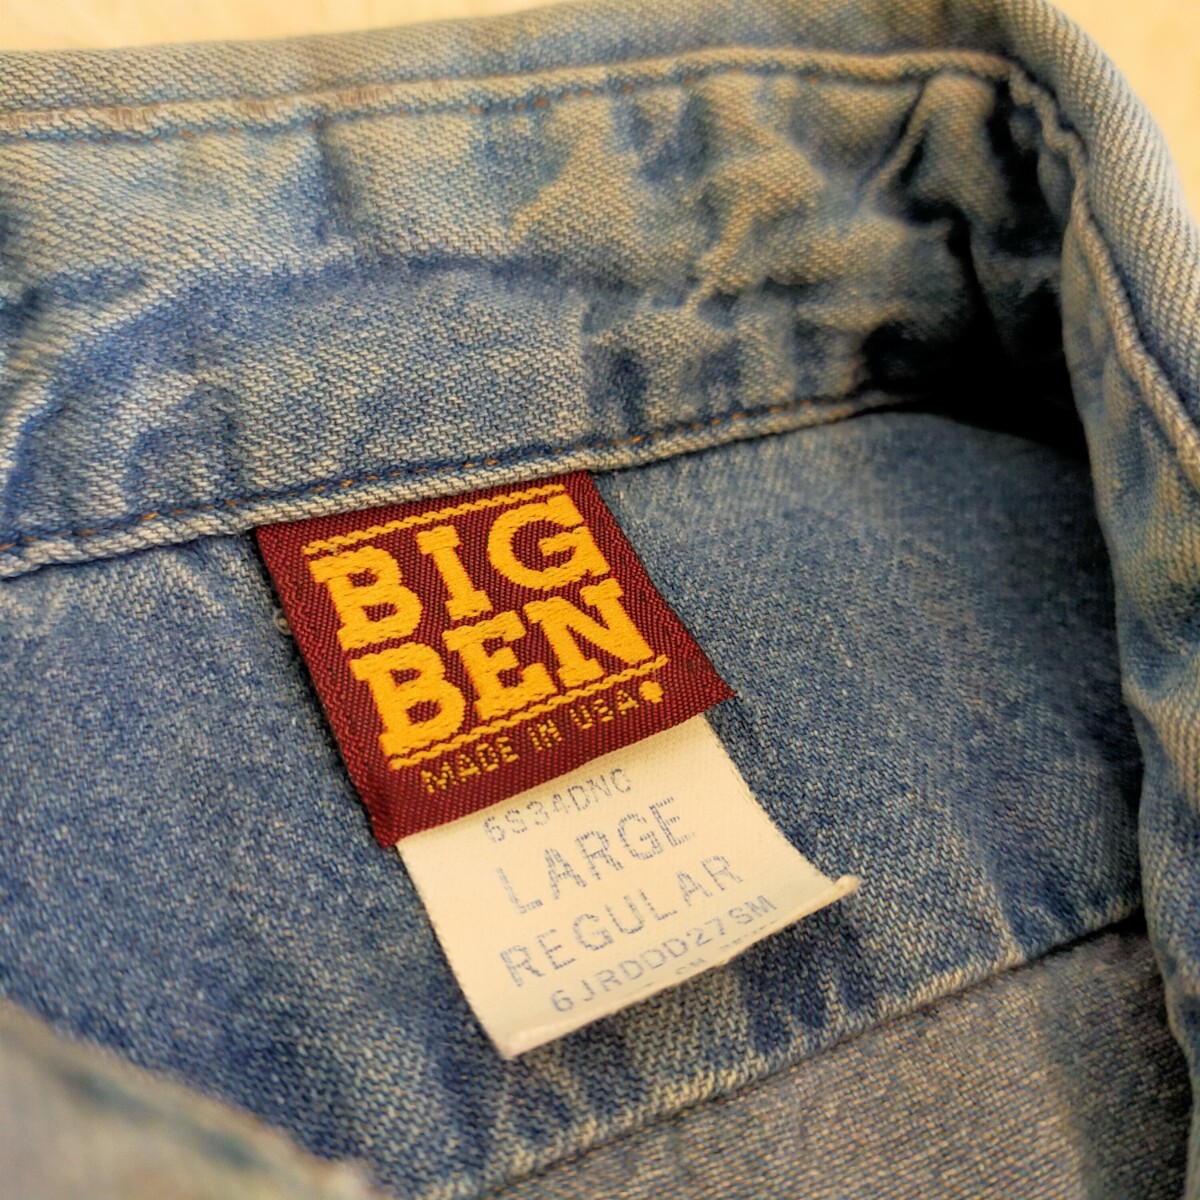 BIG
BEN
MADE IN USA
6S34DNC
LARGE
REGULAR
6JRDDD27SM